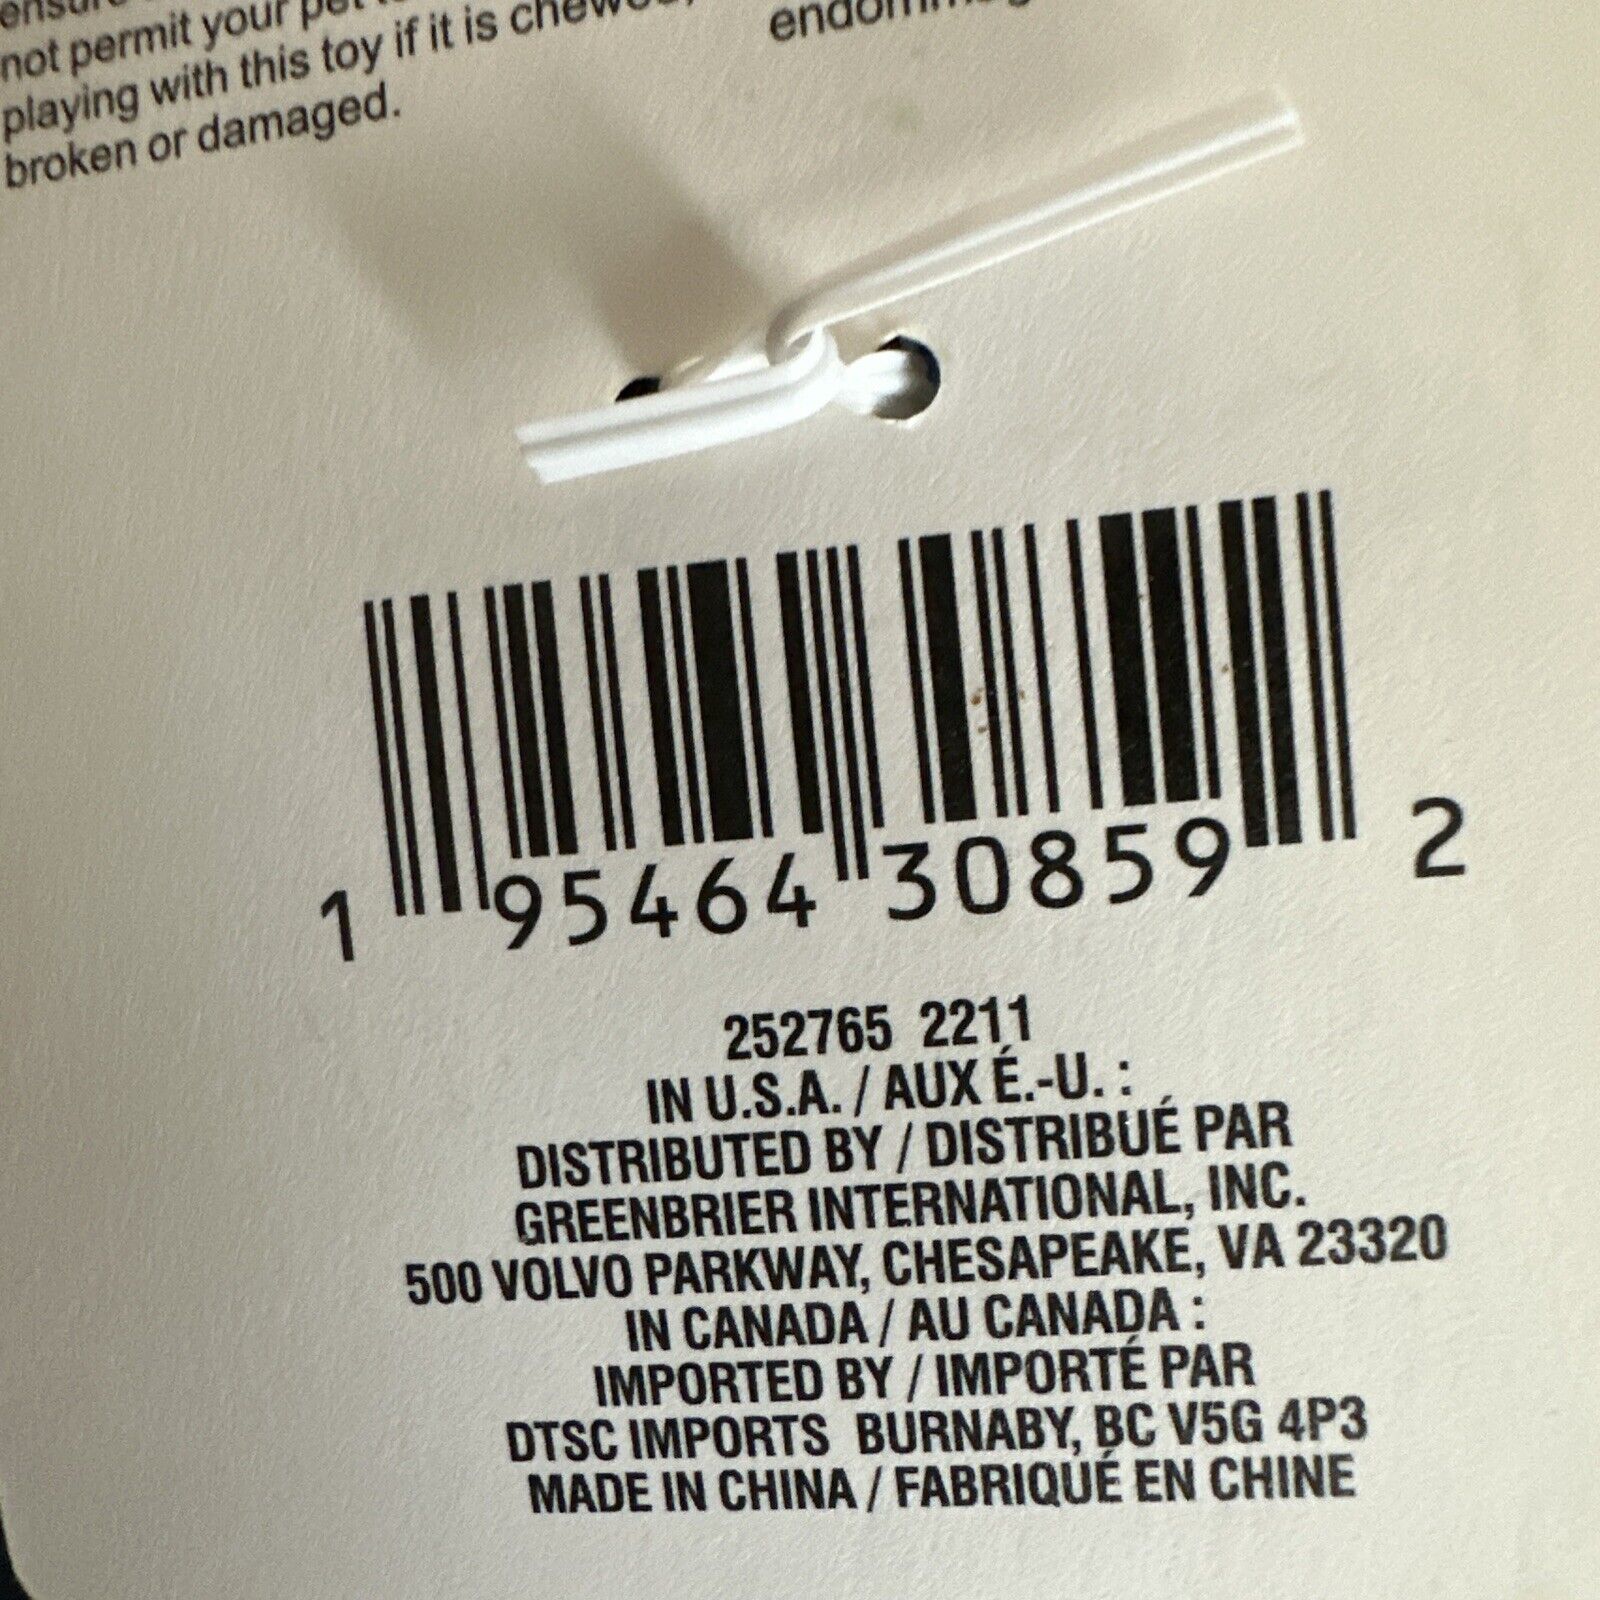 not permit your
playing with this toy if it is chewed,
broken or damaged.
1 95464 30859 2
252765 2211
IN U.S.A. / AUX É.-U. :
DISTRIBUTED BY / DISTRIBUÉ PAR
GREENBRIER INTERNATIONAL, INC.
500 VOLVO PARKWAY, CHESAPEAKE, VA 23320
IN CANADA / AU CANADA :
IMPORTED BY / IMPORTÉ PAR
DTSC IMPORTS BURNABY, BC V5G 4P3
MADE IN CHINA / FABRIQUÉ EN CHINE